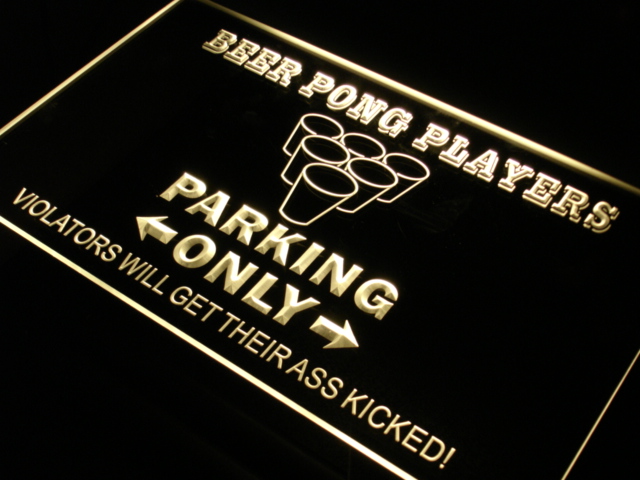 BEER PONG PLAYERS
PARKING
ONLY
VIOLATORS WILL GET THEIR ASS KICKED!